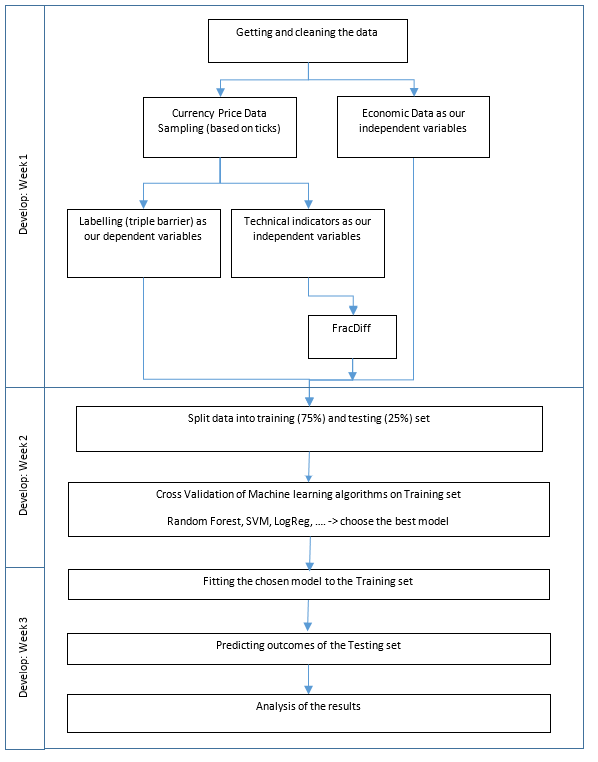 Develop: Week 1
Getting and cleaning the data
Currency Price Data
Sampling (based on ticks)
Economic Data as our
independent variables
Labelling (triple barrier) as
our dependent variables
Technical indicators as our
independent variables
FracDiff
Develop: Week 2
Split data into training (75%) and testing (25%) set
Cross Validation of Machine learning algorithms on Training set
Random Forest, SVM, LogReg, .... -> choose the best model
Develop: Week 3
Fitting the chosen model to the Training set
Predicting outcomes of the Testing set
Analysis of the results